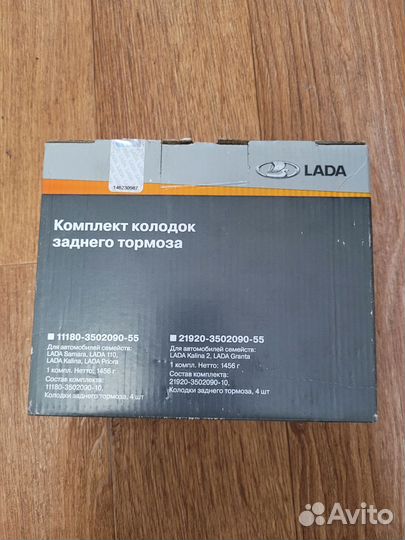 146230987
LADA
Комплект колодок
заднего тормоза
11180-3502090-55
Для автомобилей семейств:
LADA Samara, LADA 110,
LADA Kalina, LADA Priora
1 компл. Нетто: 1456 г
Состав комплекта:
11180-3502090-10,
Колодки заднего тормоза, 4 шт
21920-3502090-55
Для автомобилей семейств:
LADA Kalina 2, LADA Granta
1 компл. Нетто: 1456 г
Состав комплекта:
21920-3502090-10,
Колодки заднего тормоза, 4 шт
Avito